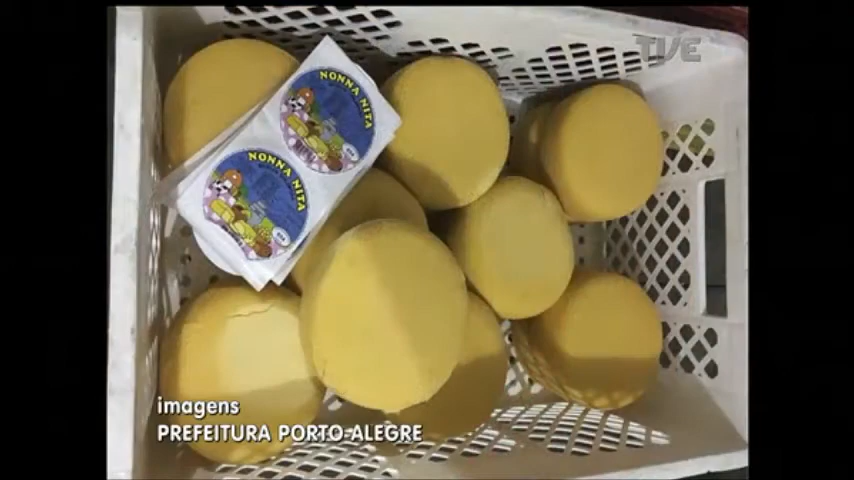 TVE
NONNA NITA
NONNA NITA
imagens
PREFEITURA PORTO ALEGRE